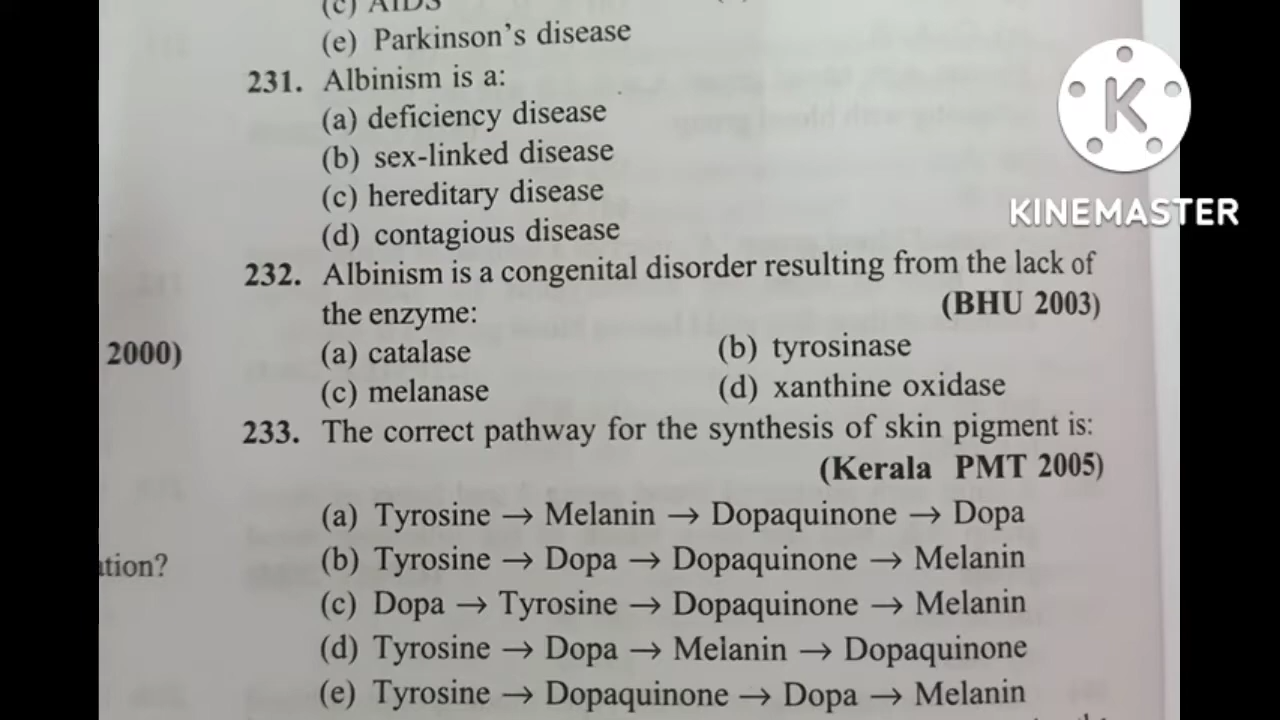 (c) AIDS
(e) Parkinson's disease
231. Albinism is a:
(a) deficiency disease
(b) sex-linked disease
(c) hereditary disease
(d) contagious disease
232. Albinism is a congenital disorder resulting from the lack of
the enzyme: (BHU 2003)
(a) catalase (b) tyrosinase
(c) melanase (d) xanthine oxidase
233. The correct pathway for the synthesis of skin pigment is:
(Kerala PMT 2005)
(a) Tyrosine → Melanin → Dopaquinone → Dopa
(b) Tyrosine → Dopa → Dopaquinone → Melanin
(c) Dopa → Tyrosine → Dopaquinone → Melanin
(d) Tyrosine → Dopa → Melanin → Dopaquinone
(e) Tyrosine → Dopaquinone → Dopa → Melanin
2000)
ation?
K
KINEMASTER